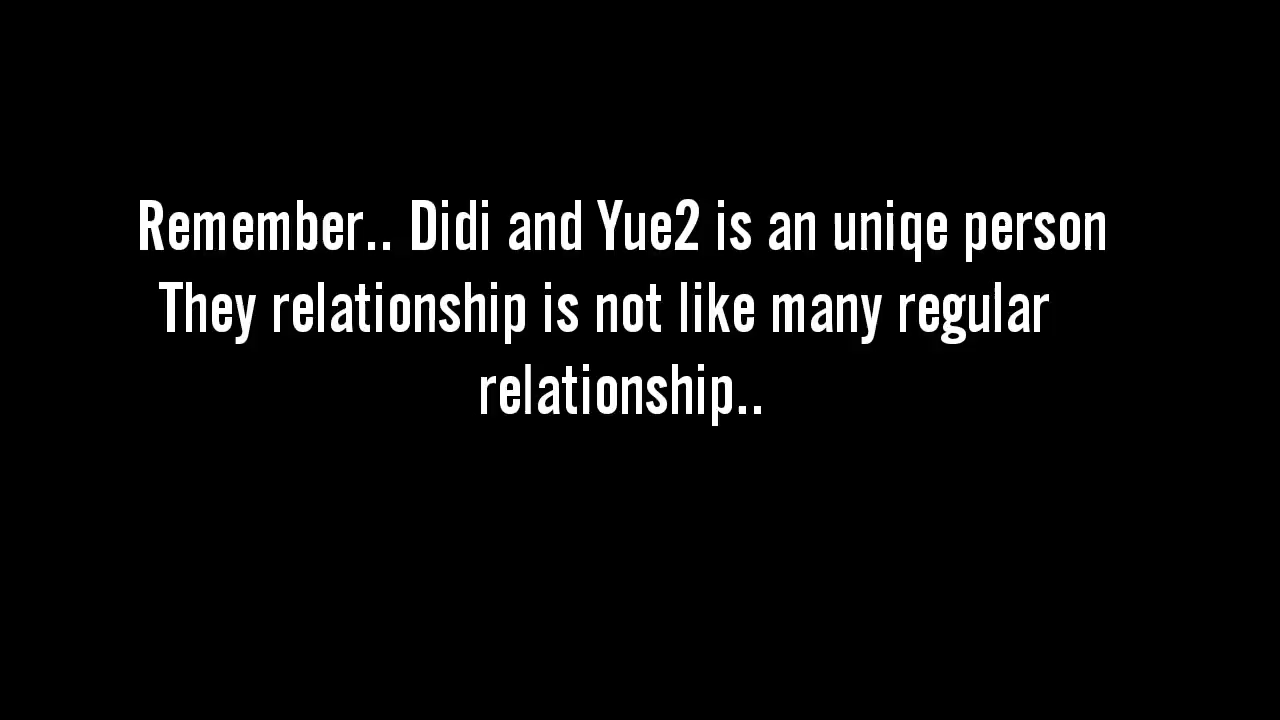 Remember.. Didi and Yue2 is an uniqe person
They relationship is not like many regular
relationship..